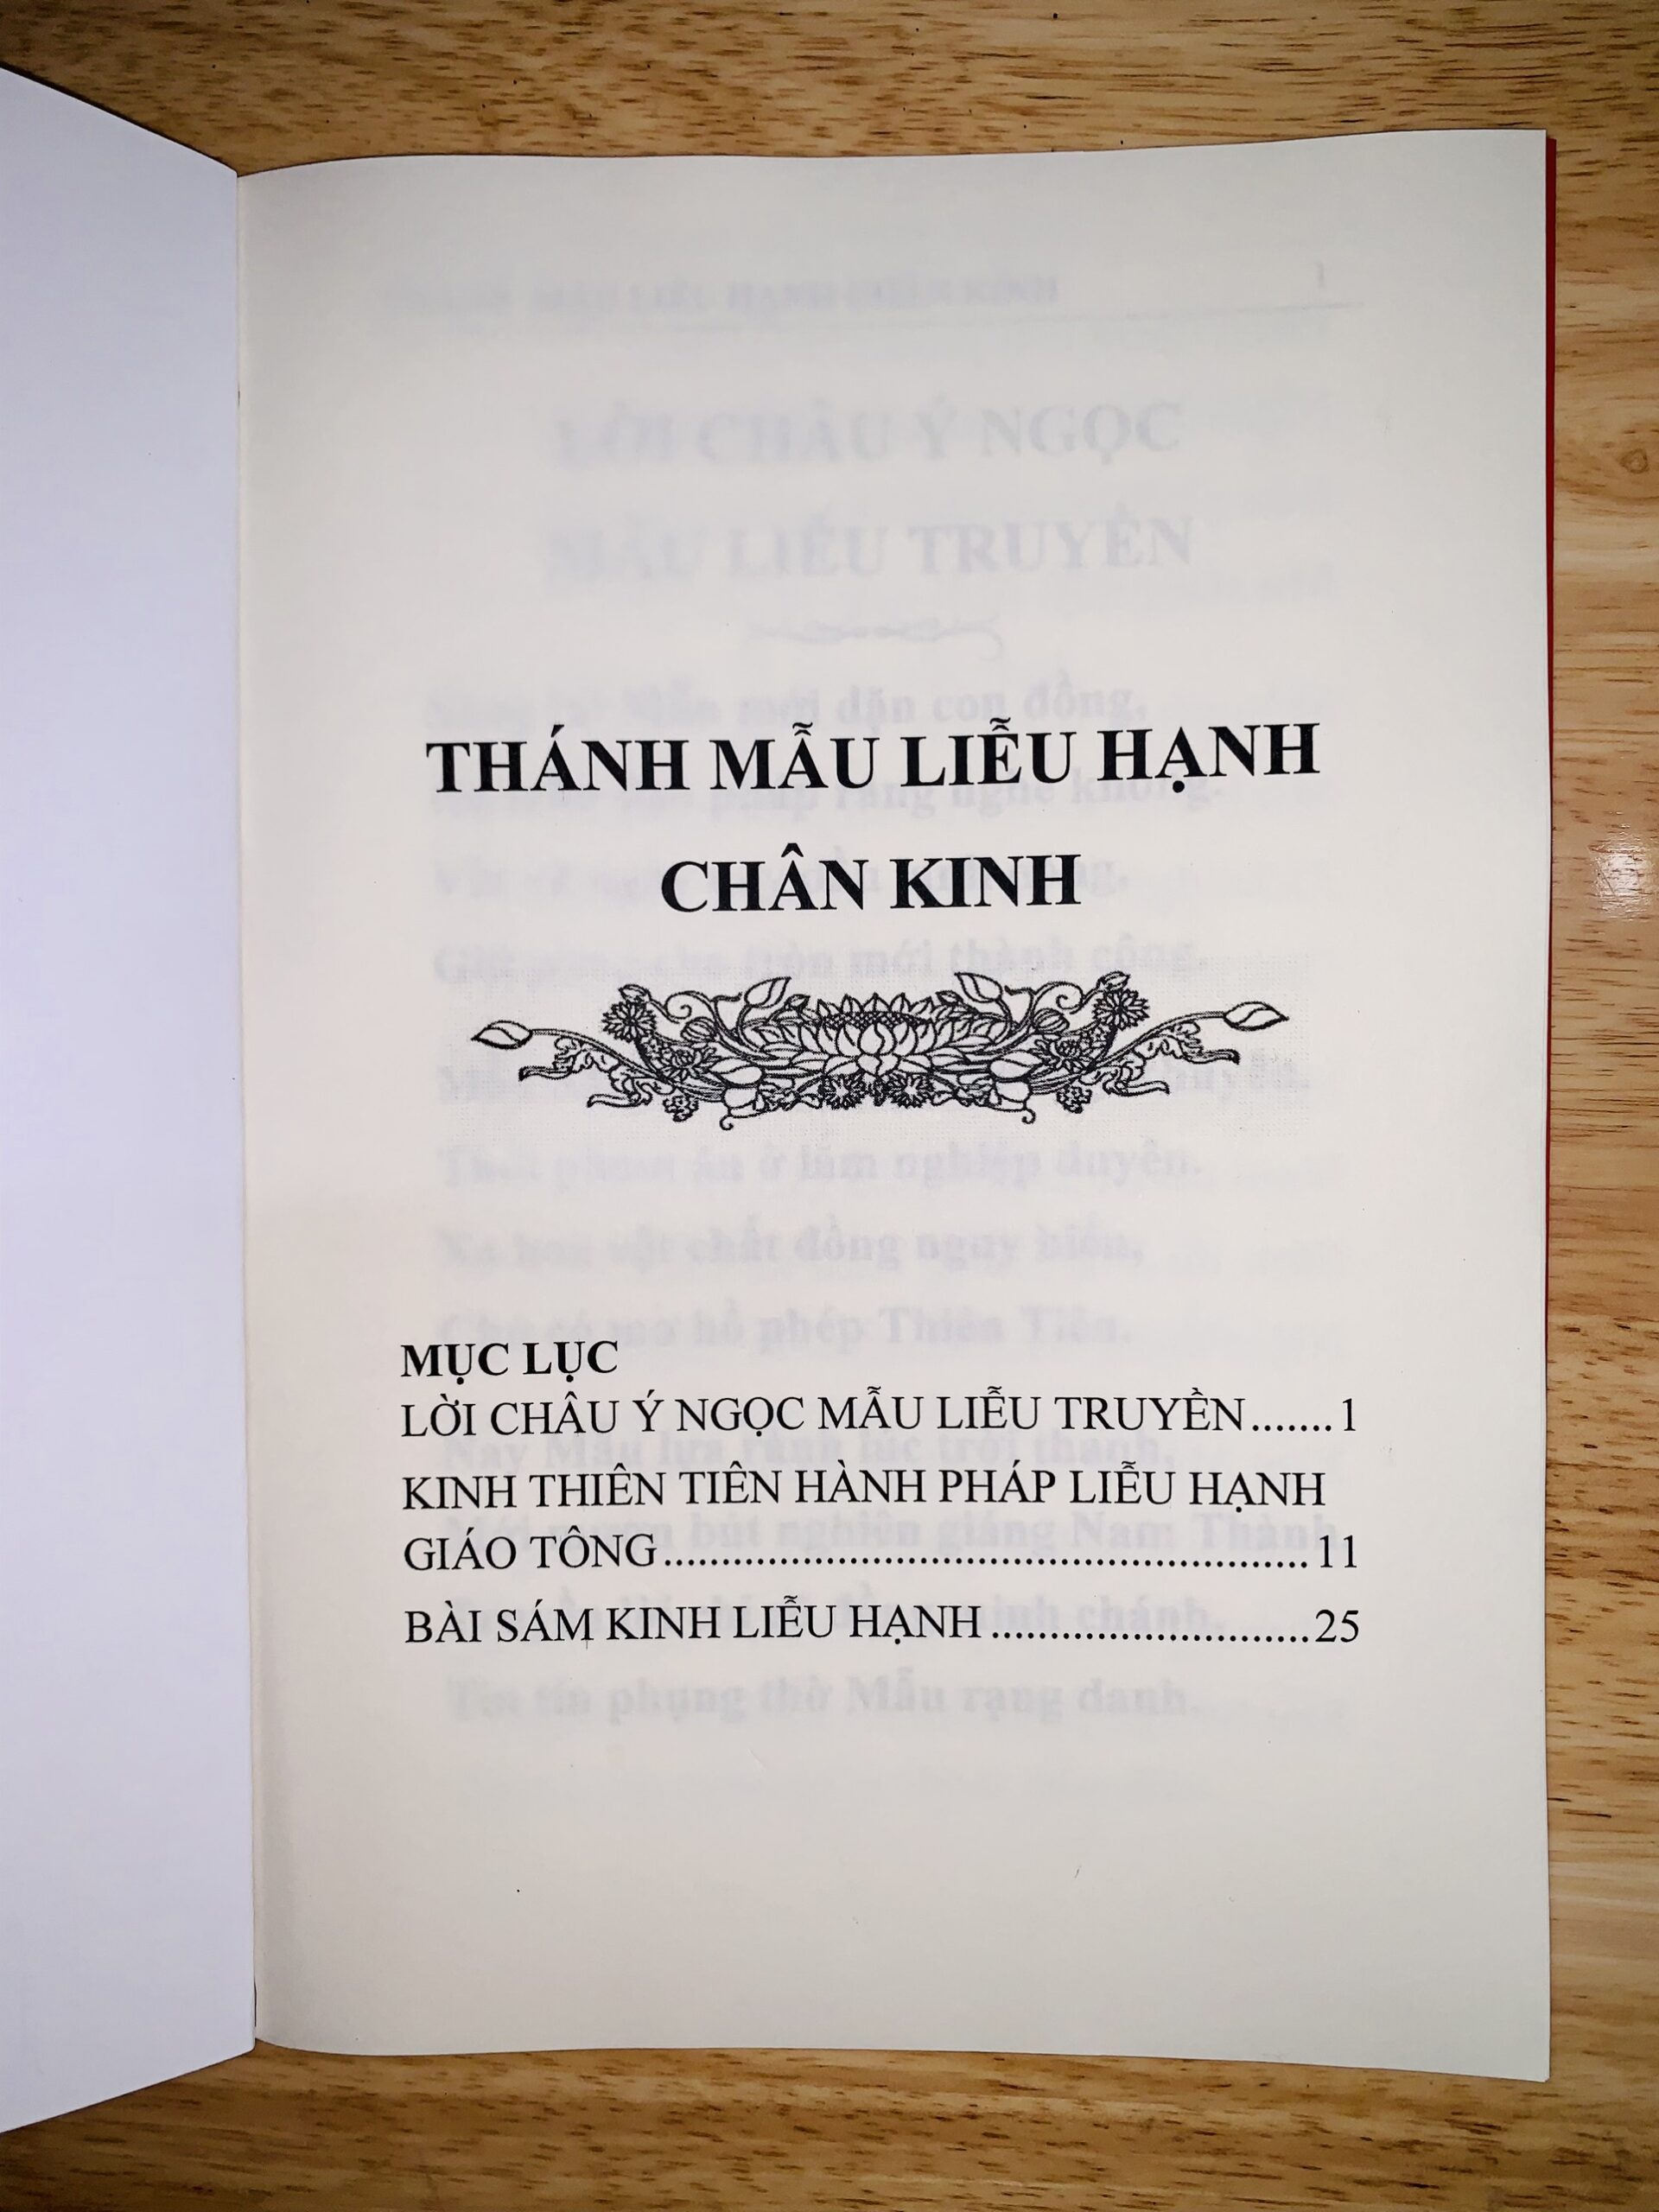 THÁNH MẪU LIỄU HẠNH
CHÂN KINH
MỤC LỤC
LỜI CHÂU Ý NGỌC MẪU LIỄU TRUYỀN.......1
KINH THIÊN TIÊN HÀNH PHÁP LIỄU HẠNH
GIÁO TÔNG........................................................11
BÀI SÁM KINH LIỄU HẠNH............................25